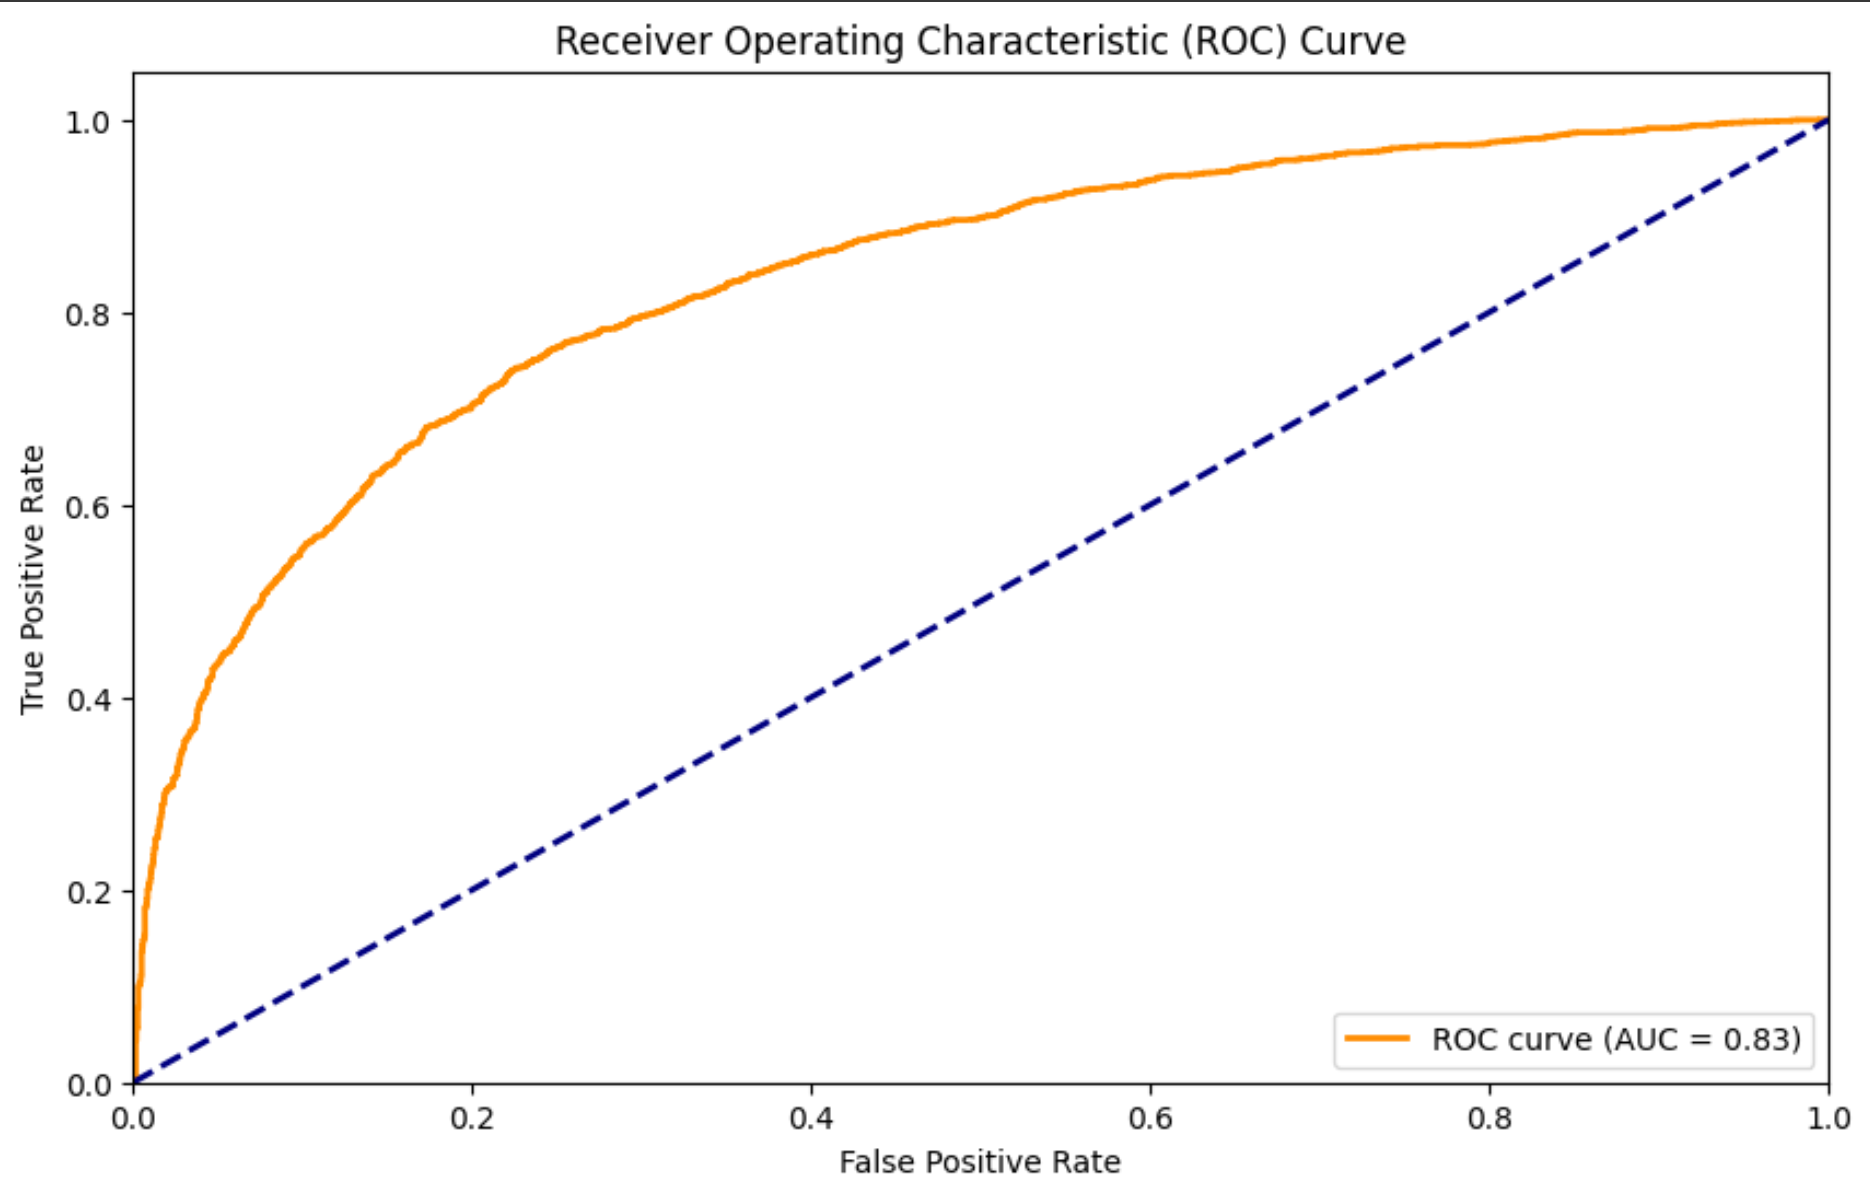 Receiver Operating Characteristic (ROC) Curve
1.0
0.8
0.6
0.4
0.2
0.0
True Positive Rate
0.0 0.2 0.4 0.6 0.8 1.0
False Positive Rate
ROC curve (AUC = 0.83)